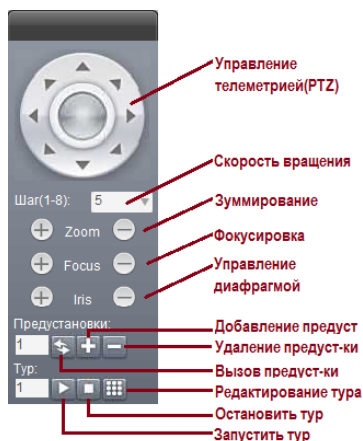 Управление
телеметрией(PTZ)
Скорость вращения
Шаг(1-8): 5
Зуммирование
Zoom
Фокусировка
Focus
Управление
диафрагмой
Iris
Предустановки:
Добавление предуст
1
Удаление предуст-ки
Вызов предуст-ки
Тур:
Редактирование тура
1
Остановить тур
Запустить тур